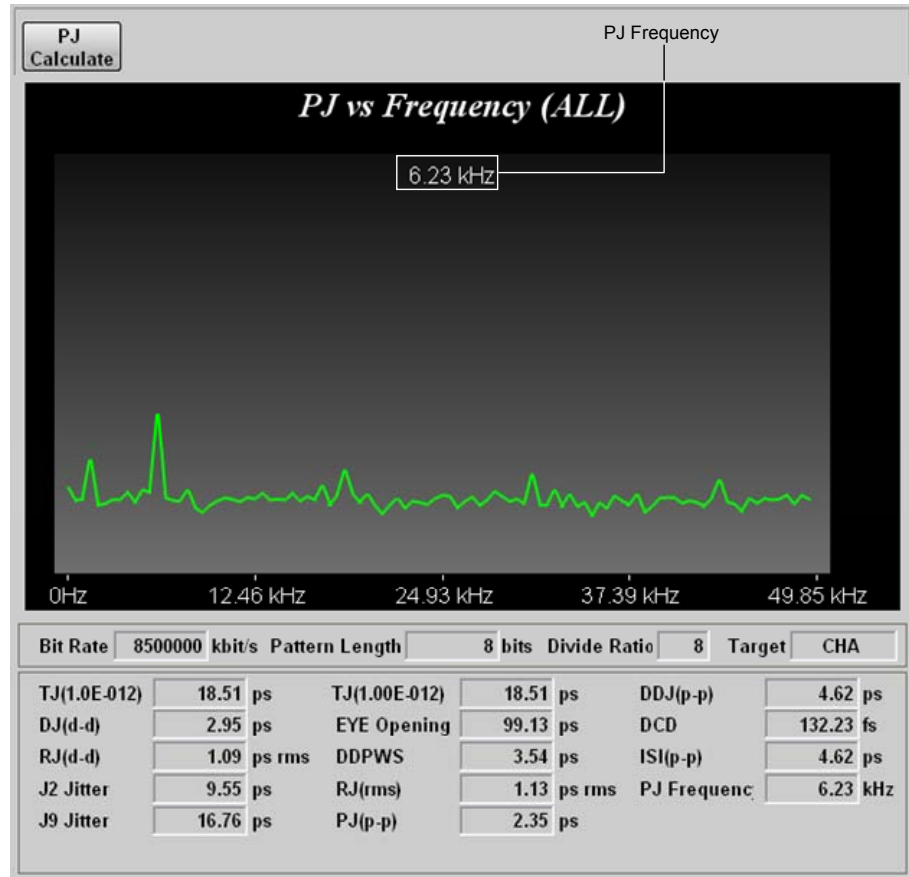 PJ
Calculate
PJ Frequency
PJ vs Frequency (ALL)
6.23 kHz
0Hz 12.46 kHz 24.93 kHz 37.39 kHz 49.85 kHz
Bit Rate 8500000 kbit/s Pattern Length 8 bits Divide Ratio 8 Target CHA
TJ(1.0E-012) 18.51 ps TJ(1.00E-012) 18.51 ps DDJ(p-p) 4.62 ps
DJ(d-d) 2.95 ps EYE Opening 99.13 ps DCD 132.23 fs
RJ(d-d) 1.09 ps rms DDPWS 3.54 ps ISI(p-p) 4.62 ps
J2 Jitter 9.55 ps RJ(rms) 1.13 ps rms PJ Frequenc 6.23 kHz
J9 Jitter 16.76 ps PJ(p-p) 2.35 ps